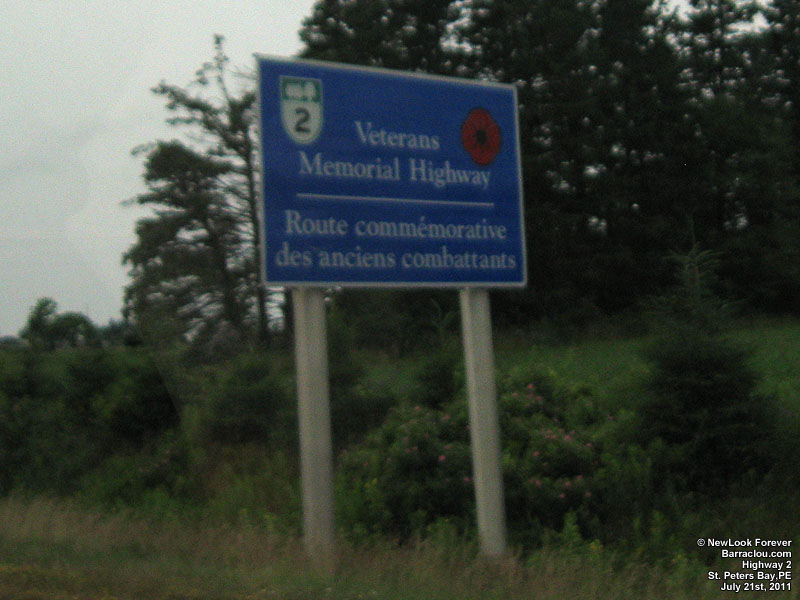 2
Veterans
Memorial Highway
Route commémorative
des anciens combattants
© NewLook Forever
Barraclou.com
Highway 2
St. Peters Bay,PE
July 21st, 2011